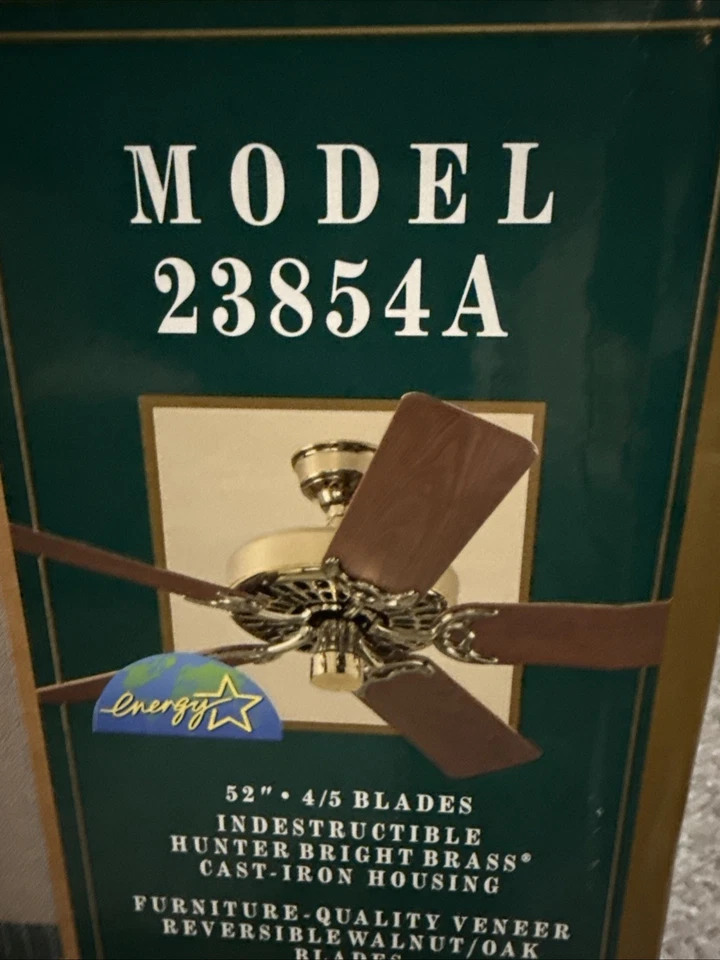 MODEL
23854A
energy
52" • 4/5 BLADES
INDESTRUCTIBLE
HUNTER BRIGHT BRASS®
CAST-IRON HOUSING
FURNITURE-QUALITY VENEER
REVERSIBLE WALNUT/OAK
BLADES